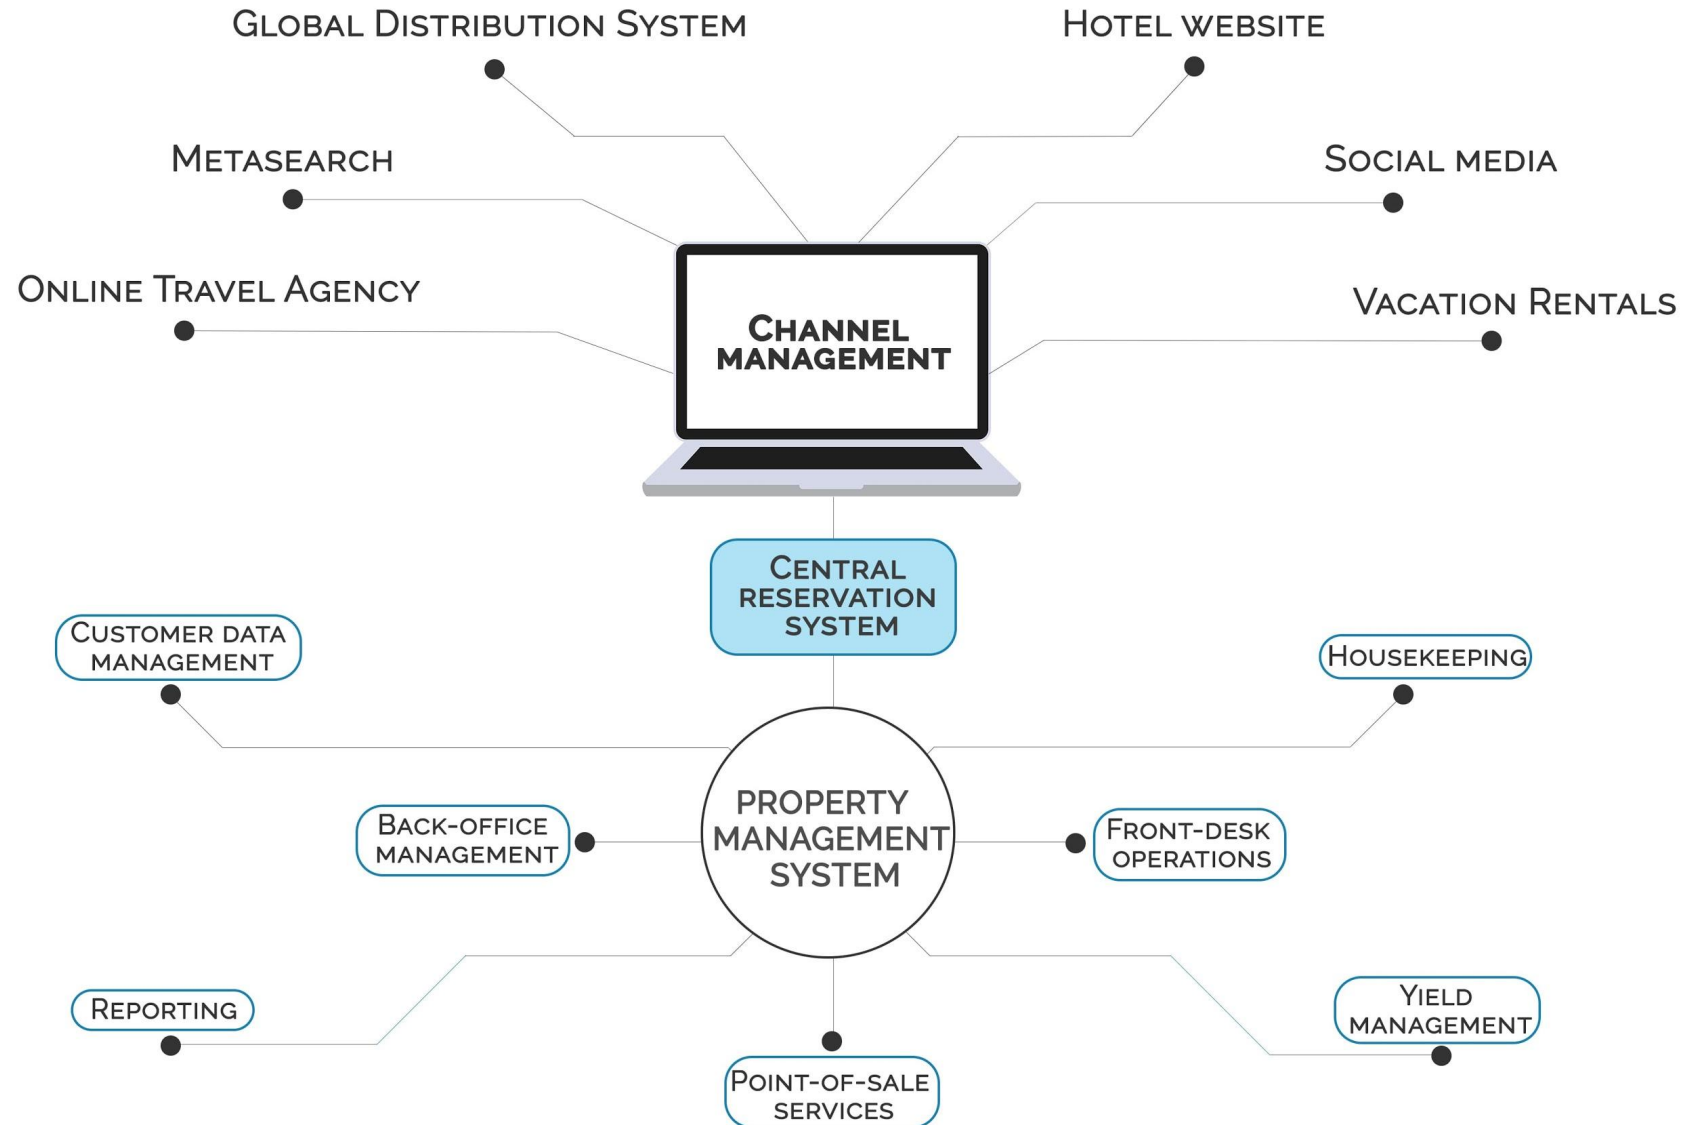 Global Distribution System
Hotel website
Metasearch
Social media
Online Travel Agency
Vacation Rentals
Channel
management
Central
reservation
system
Customer data
management
Housekeeping
PROPERTY
MANAGEMENT
SYSTEM
Back-office
management
Front-desk
operations
Reporting
Yield
management
Point-of-sale
services